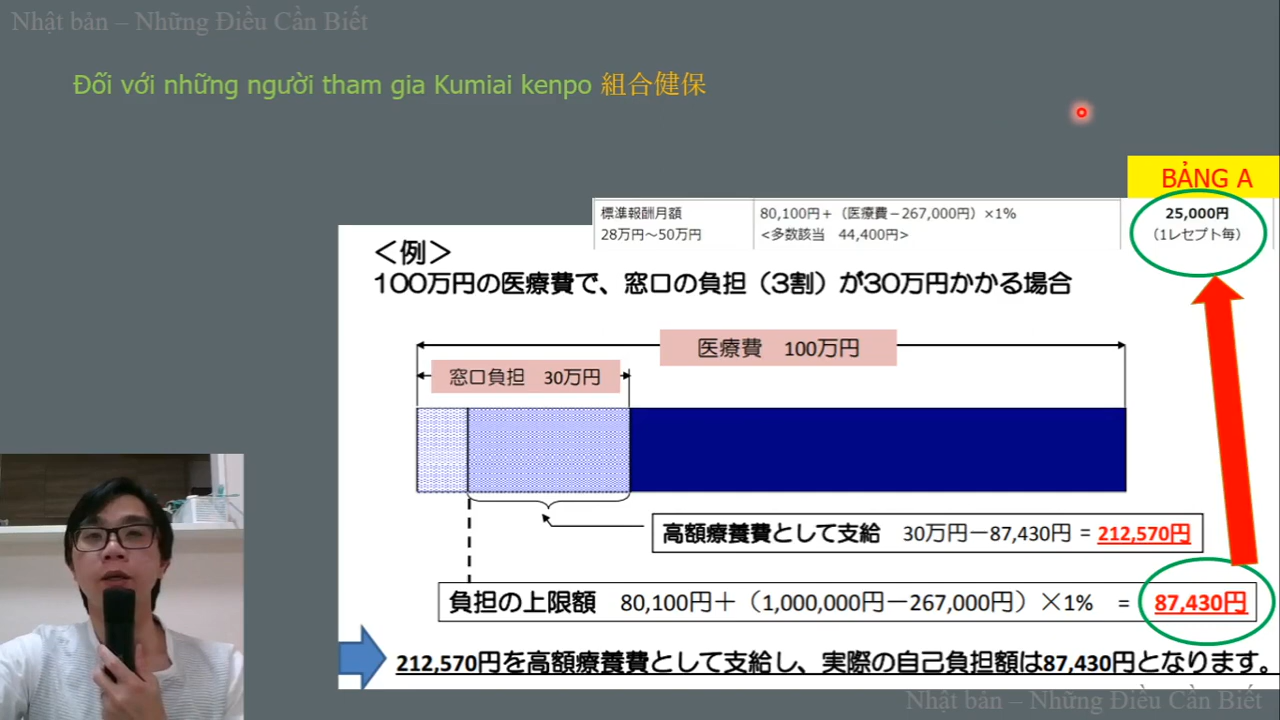 Nhật bản – Những Điều Cần Biết
Đối với những người tham gia Kumiai kenpo 組合健保
BẢNG A
標準報酬月額
28万円～50万円
80,100円＋（医療費－267,000円）×1%
<多数該当　44,400円>
25,000円
（1レセプト毎）
＜例＞
100万円の医療費で、窓口の負担（3割）が30万円かかる場合
医療費　100万円
窓口負担　30万円
高額療養費として支給　30万円－87,430円 = 212,570円
負担の上限額　80,100円＋（1,000,000円－267,000円）×1%　= 87,430円
212,570円を高額療養費として支給し、実際の自己負担額は87,430円となります。
Nhật bản – Những Điều Cần Biết